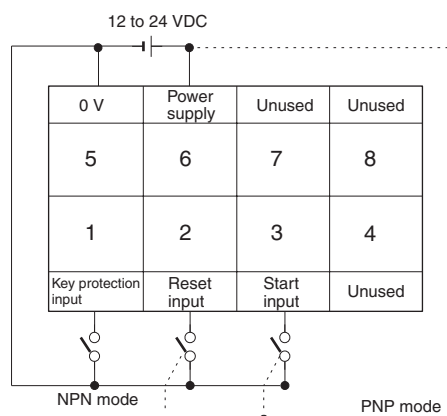 12 to 24 VDC
0 V
Power
supply
Unused
Unused
5
6
7
8
1
2
3
4
Key protection
input
Reset
input
Start
input
Unused
NPN mode
PNP mode